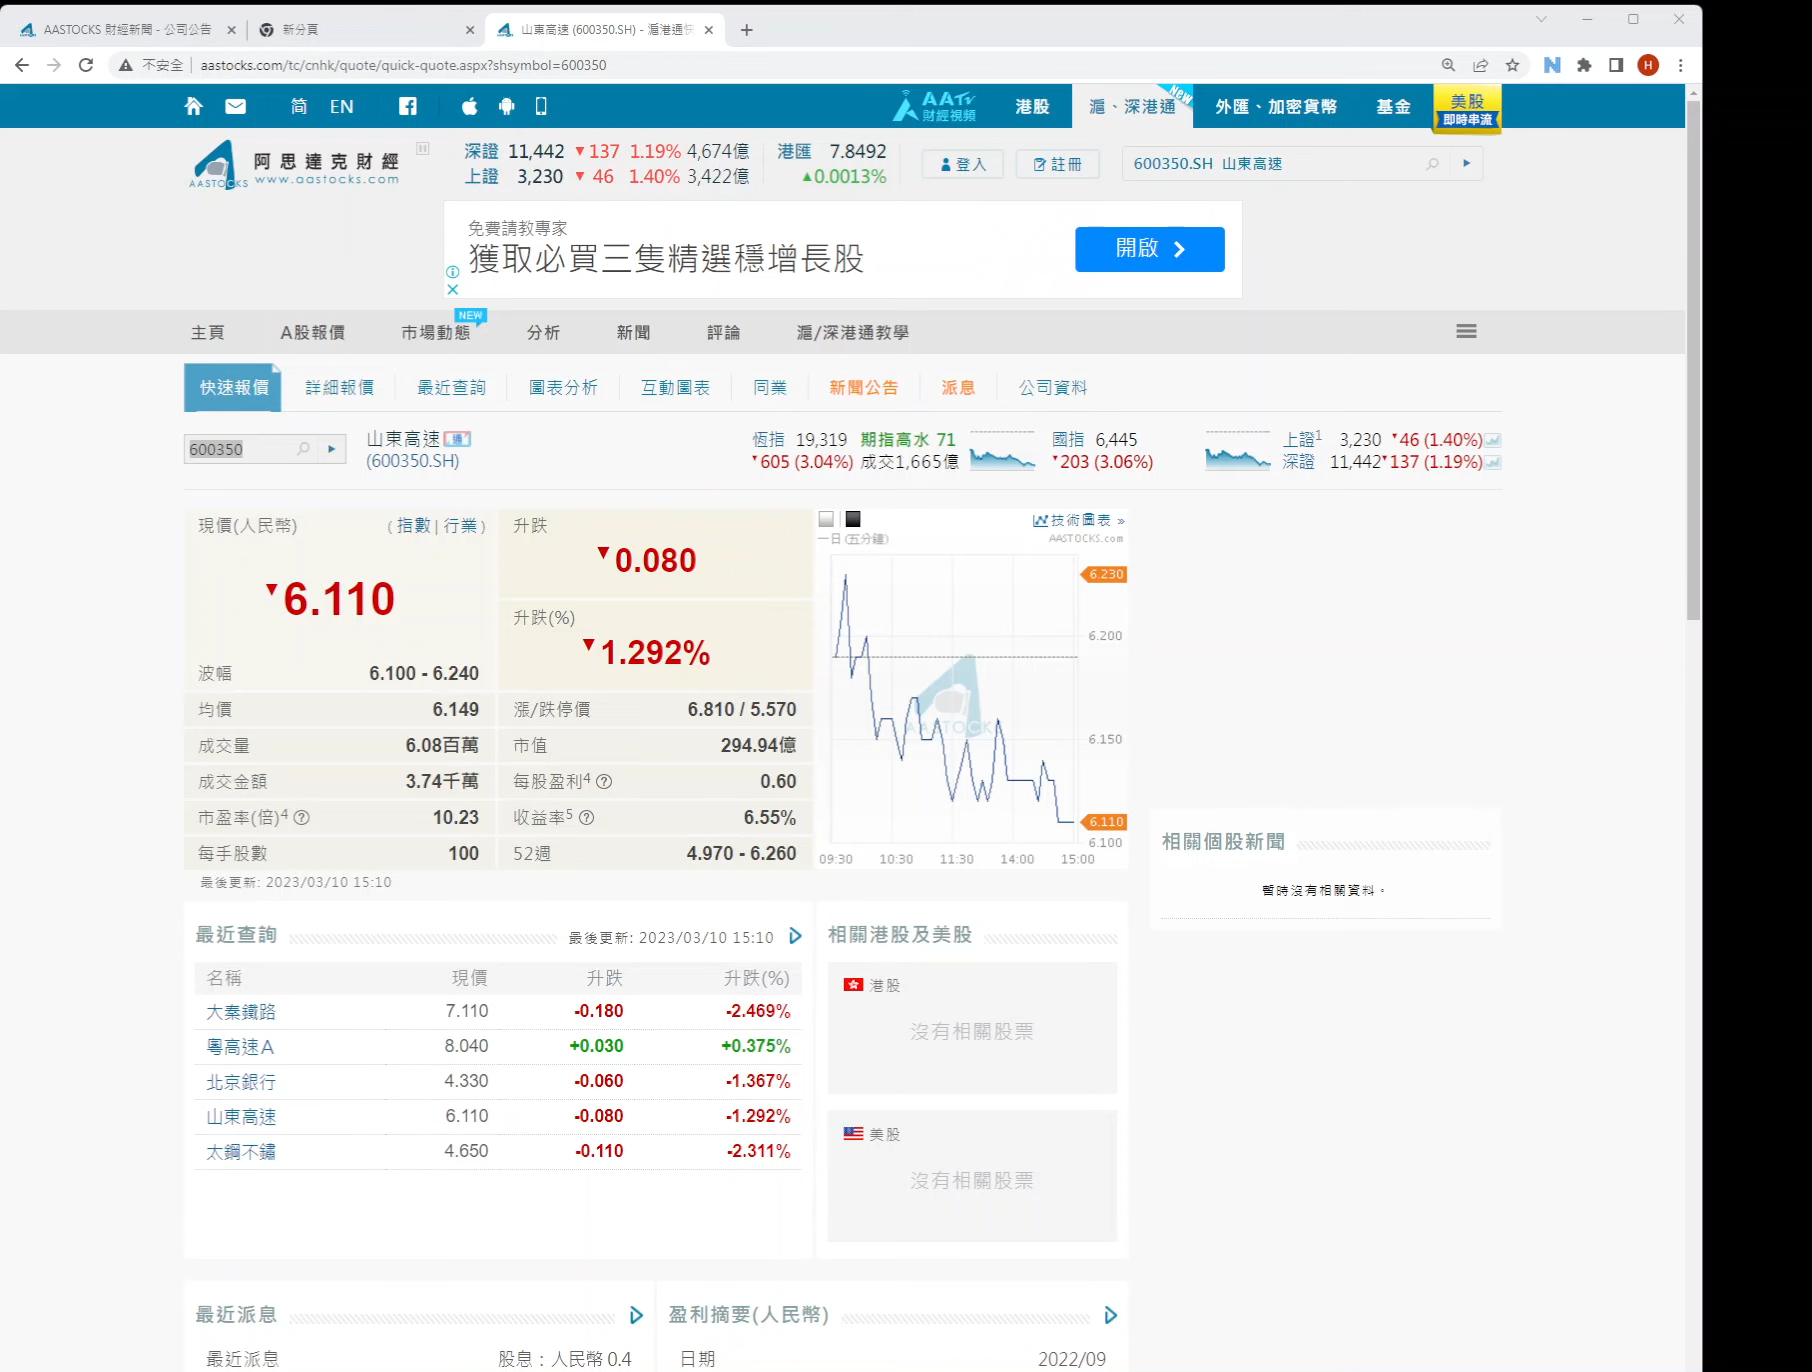 AASTOCKS 財經新聞 - 公司公告
新分頁
山東高速 (600350.SH) - 滬港通快
不安全 aastocks.com/tc/cnhk/quote/quick-quote.aspx?shsymbol=600350
H
简 EN
AATV 財經視頻
港股
滬、深港通
New
外匯、加密貨幣
基金
美股
即時串流
AASTOCKS
阿思達克財經
www.aastocks.com
深證 11,442 ▼137 1.19% 4,674億
上證 3,230 ▼46 1.40% 3,422億
港匯 7.8492
▲0.0013%
登入
註冊
600350.SH 山東高速
免費請教專家
獲取必買三隻精選穩增長股
開啟
主頁 A股報價 市場動態 NEW 分析 新聞 評論 滬/深港通教學
快速報價 詳細報價 最近查詢 圖表分析 互動圖表 同業 新聞公告 派息 公司資料
600350
山東高速 通
(600350.SH)
恆指 19,319 期指高水 71
▼605 (3.04%) 成交1,665億
國指 6,445
▼203 (3.06%)
上證1 3,230 ▼46 (1.40%)
深證 11,442 ▼137 (1.19%)
現價(人民幣) (指數|行業)
▼6.110
波幅 6.100 - 6.240
升跌
▼0.080
升跌(%)
▼1.292%
均價 6.149 漲/跌停價 6.810 / 5.570
成交量 6.08百萬 市值 294.94億
成交金額 3.74千萬 每股盈利4 0.60
市盈率(倍)4 10.23 收益率5 6.55%
每手股數 100 52週 4.970 - 6.260
最後更新: 2023/03/10 15:10
技術圖表 »
一日(五分鐘) AASTOCKS.com
AASTOCKS
6.230
6.200
6.150
6.110
6.100
09:30 10:30 11:30 14:00 15:00
相關個股新聞
暫時沒有相關資料。
最近查詢 最後更新: 2023/03/10 15:10
名稱 現價 升跌 升跌(%)
大秦鐵路 7.110 -0.180 -2.469%
粵高速A 8.040 +0.030 +0.375%
北京銀行 4.330 -0.060 -1.367%
山東高速 6.110 -0.080 -1.292%
太鋼不鏽 4.650 -0.110 -2.311%
相關港股及美股
港股
沒有相關股票
美股
沒有相關股票
最近派息
最近派息 股息：人民幣 0.4
盈利摘要(人民幣)
日期 2022/09